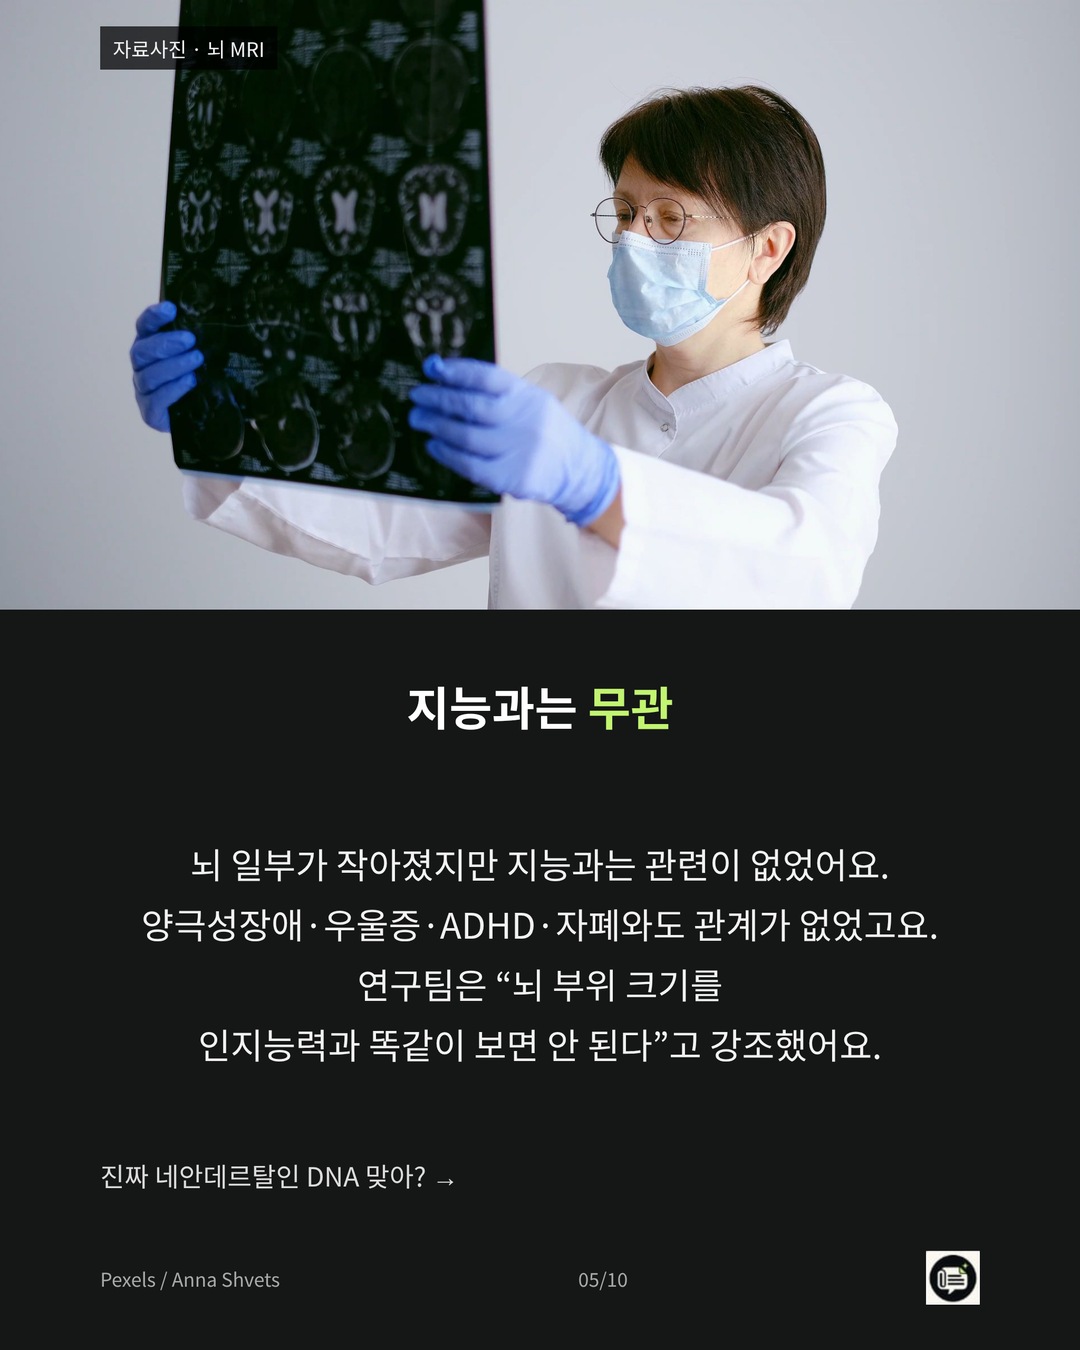 자료사진 · 뇌 MRI
지능과는 무관
뇌 일부가 작아졌지만 지능과는 관련이 없었어요.
양극성장애·우울증·ADHD·자폐와도 관계가 없었고요.
연구팀은 “뇌 부위 크기를
인지능력과 똑같이 보면 안 된다”고 강조했어요.
진짜 네안데르탈인 DNA 맞아? →
Pexels / Anna Shvets
05/10